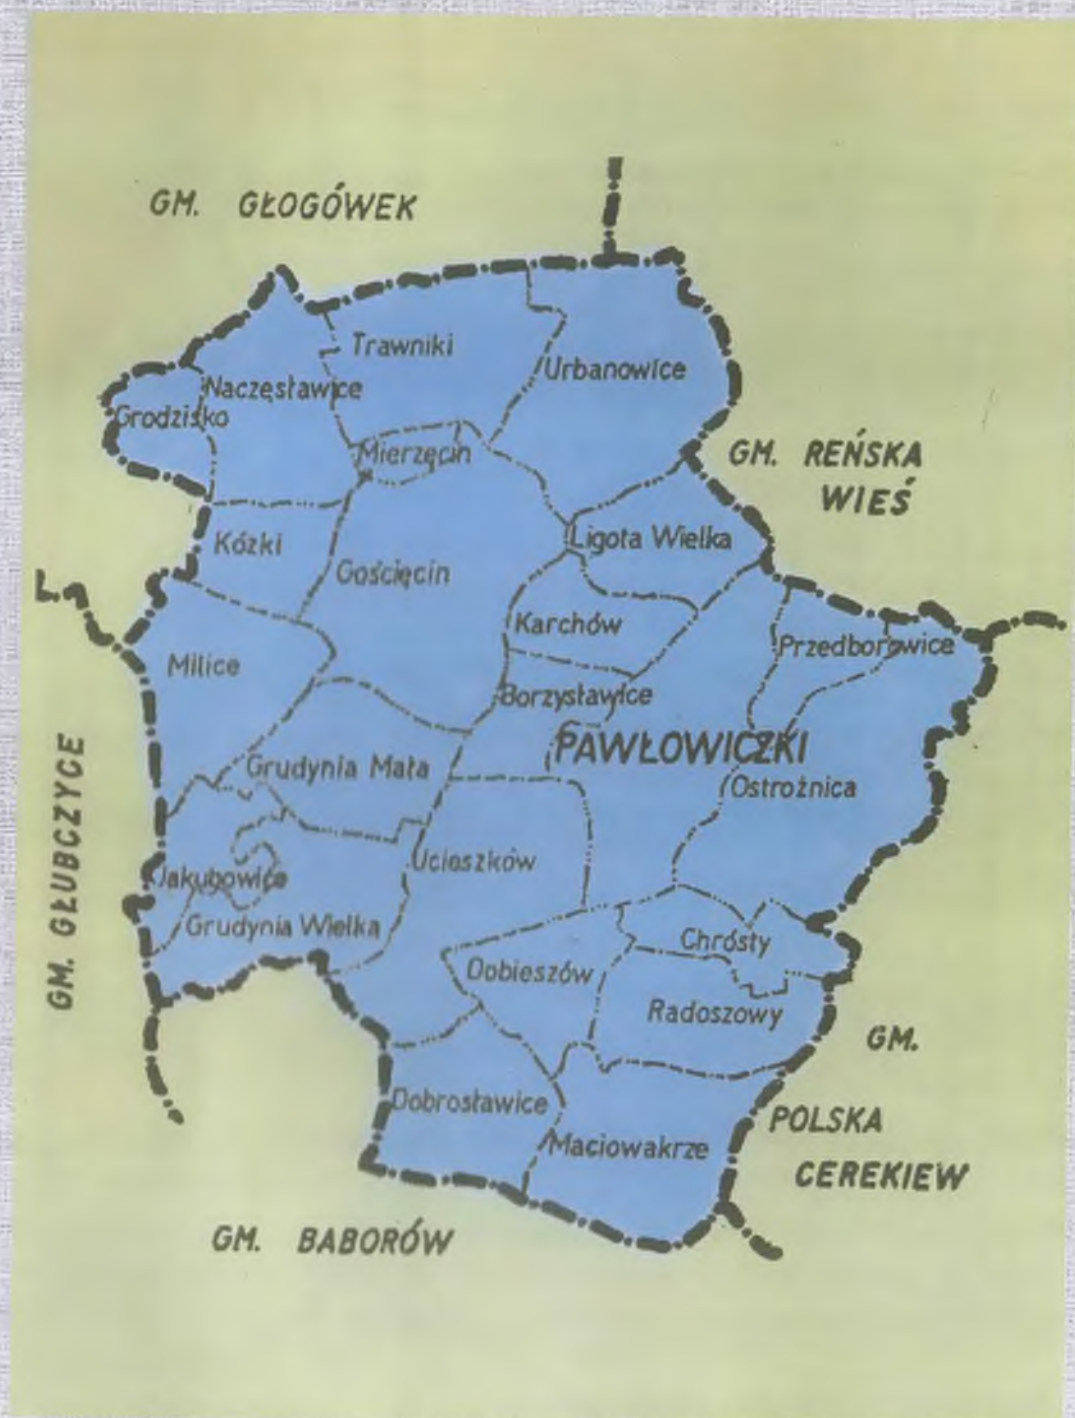 GM. GŁOGÓWEK
Trawniki
Urbanowice
Naczęsławice
Grodzisko
Mierzęcin
GM. REŃSKA
WIEŚ
Kózki
Gościęcin
Ligota Wielka
Karchów
Przedborowice
Milice
Borzysławice
PAWŁOWICZKI
Grudynia Mała
Ostrożnica
GM. GŁUBCZYCE
Ucieszków
Jakubowice
Grudynia Wielka
Chrósty
Dobieszów
Radoszowy
GM.
POLSKA
CEREKIEW
Dobrosławice
Maciowakrze
GM. BABORÓW